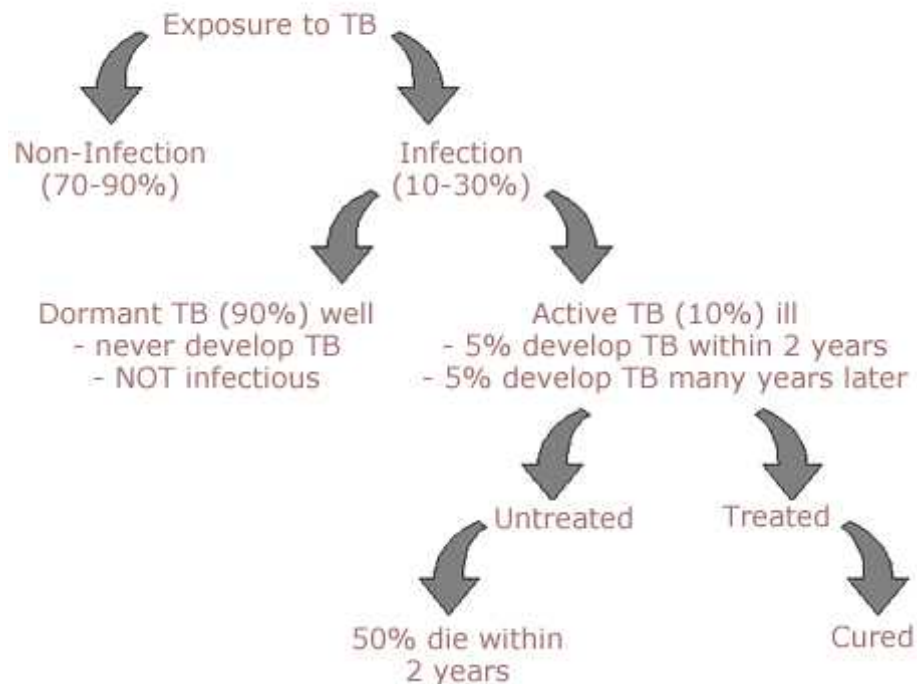 Exposure to TB
Non-Infection
(70-90%)
Infection
(10-30%)
Dormant TB (90%) well
- never develop TB
- NOT infectious
Active TB (10%) ill
- 5% develop TB within 2 years
- 5% develop TB many years later
Untreated
Treated
50% die within
2 years
Cured